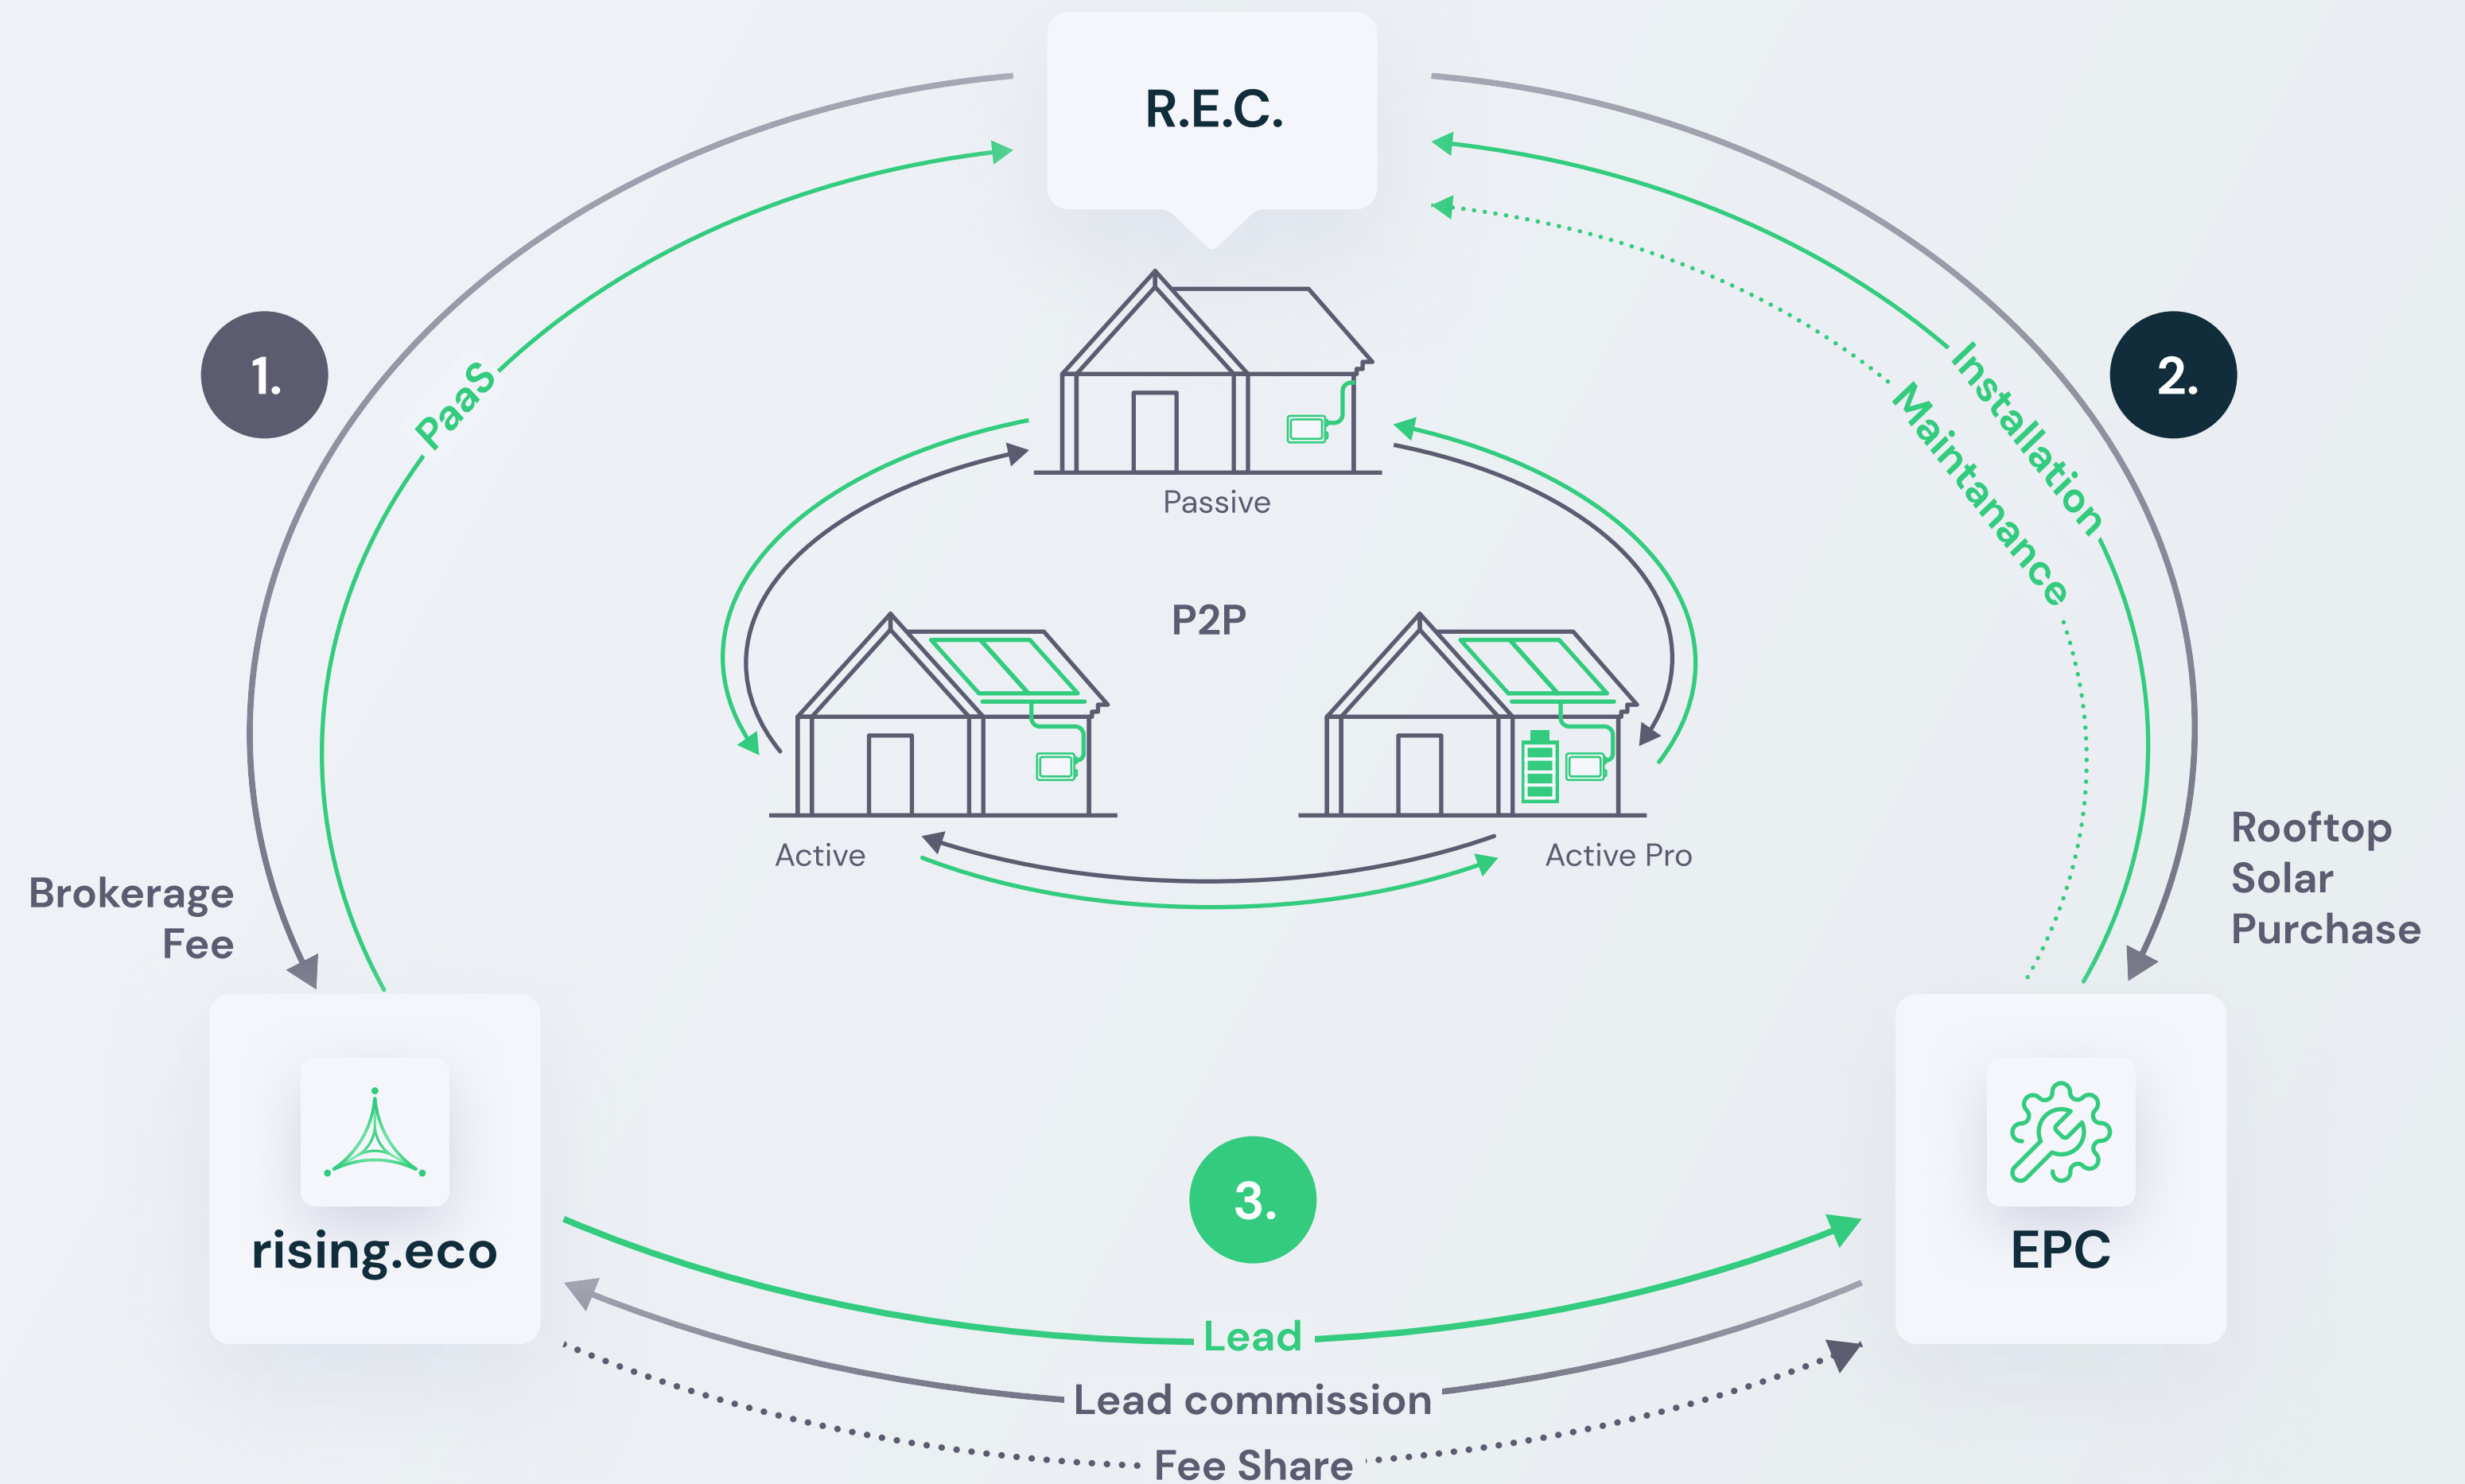 R.E.C.
1.
2.
PaaS
Installation
Maintanance
Passive
P2P
Active
Active Pro
Brokerage
Fee
Rooftop
Solar
Purchase
rising.eco
3.
EPC
Lead
Lead commission
Fee Share